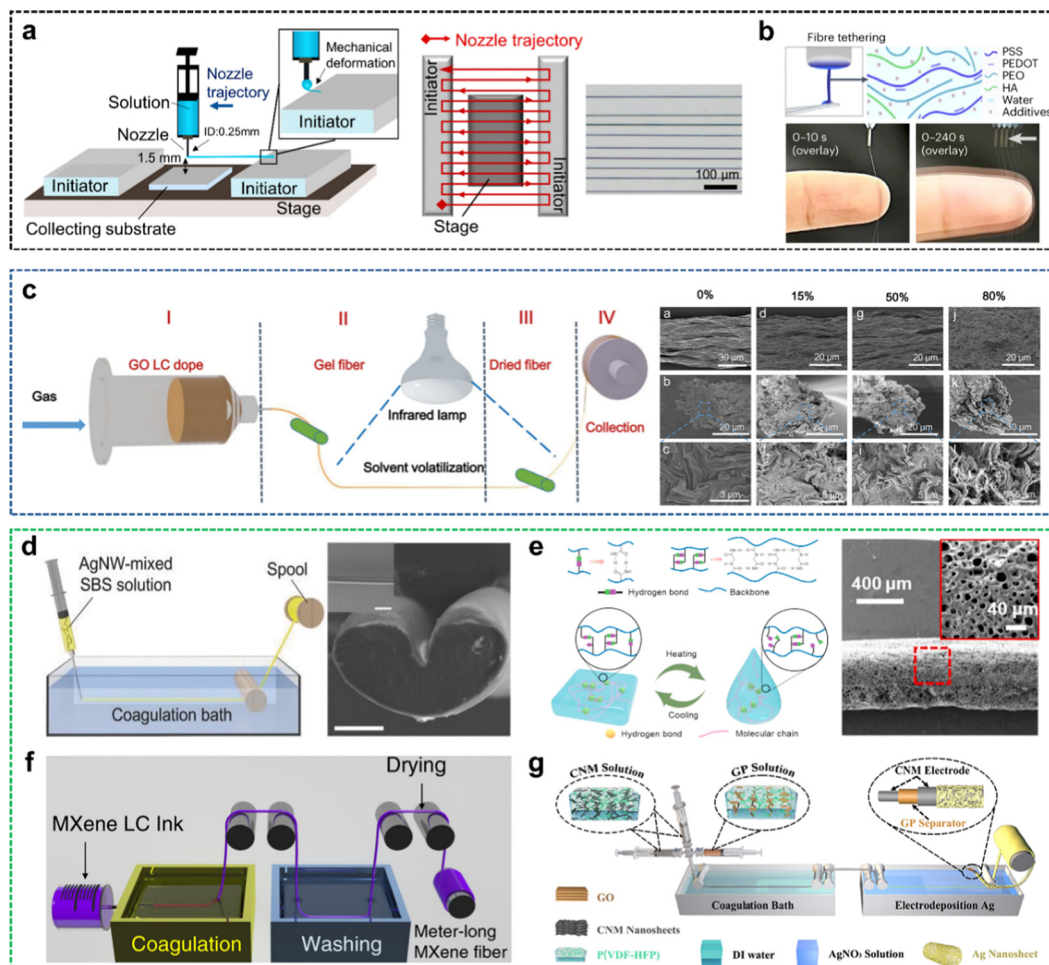 a
Solution
Nozzle
ID:0.25mm
Nozzle
trajectory
Mechanical
deformation
Initiator
1.5 mm
Initiator
Initiator
Stage
Collecting substrate
Nozzle trajectory
Initiator
Initiator
Stage
100 μm
b
Fibre tethering
PSS
PEDOT
PEO
HA
Water
Additives
0–10 s
(overlay)
0–240 s
(overlay)
c
I
II
III
IV
GO LC dope
Gel fiber
Dried fiber
Gas
Infrared lamp
Collection
Solvent volatilization
0%
15%
50%
80%
a
d
g
j
30 μm
20 μm
20 μm
20 μm
b
e
h
k
20 μm
20 μm
20 μm
30 μm
c
f
i
3 μm
5 μm
5 μm
5 μm
d
AgNW-mixed
SBS solution
Spool
Coagulation bath
e
Hydrogen bond
Backbone
Heating
Cooling
Hydrogen bond
Molecular chain
400 μm
40 μm
f
MXene LC Ink
Drying
Coagulation
Washing
Meter-long
MXene fiber
g
CNM Solution
GP Solution
CNM Electrode
GP Separator
GO
CNM Nanosheets
P(VDF-HFP)
Coagulation Bath
Electrodeposition Ag
DI water
AgNO₃ Solution
Ag Nanosheet